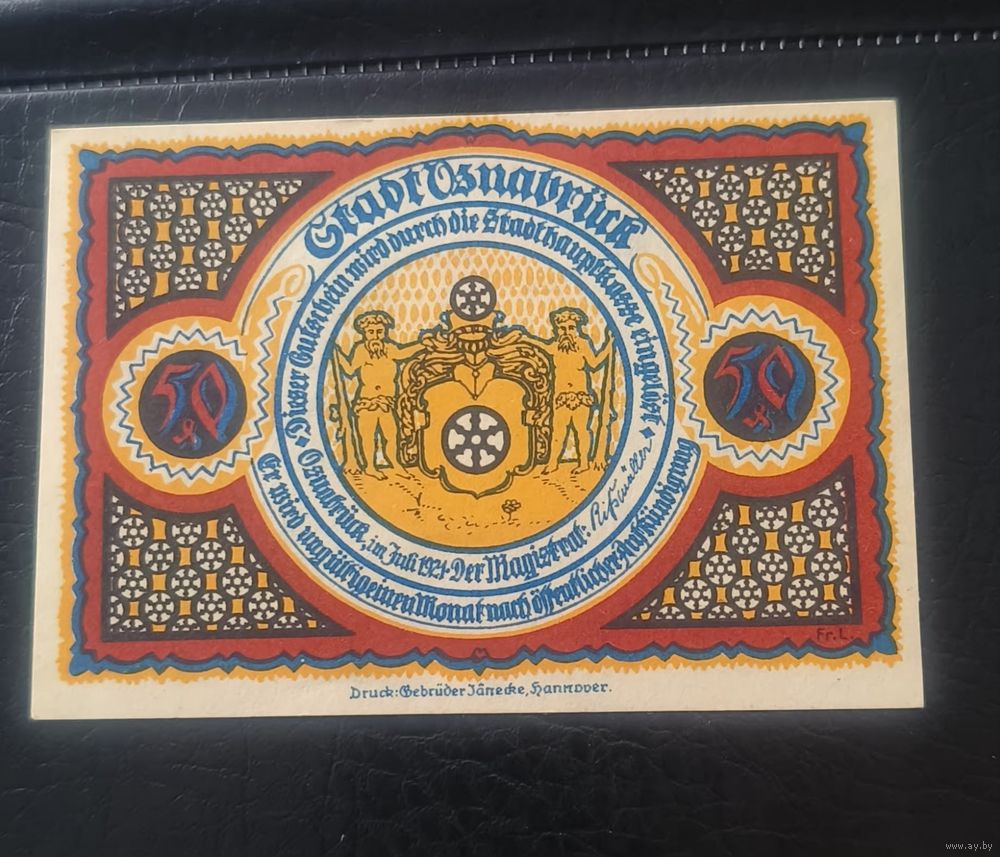 Stadt Osnabrück
Dieser Gutschein wird durch die Stadthauptkasse eingelöst
Osnabrück, im Juli 1921. Der Magistrat: Rißmüller
Er wird ungültig einen Monat nach öffentlicher Aufkündigung
50
50
Fr. L.
Druck: Gebrüder Jänecke, Hannover.
www.ay.by